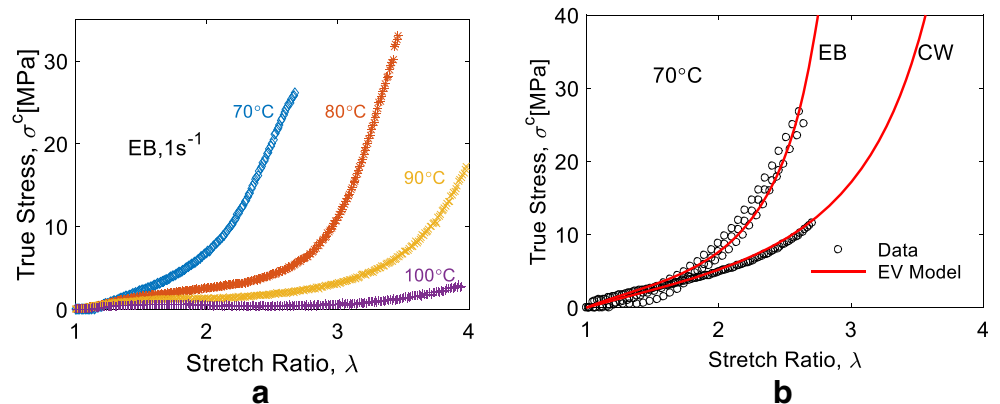 True Stress, σᶜ[MPa]
30
20
10
0
70°C
80°C
EB,1s⁻¹
90°C
100°C
1
2
3
4
Stretch Ratio, λ
a
True Stress, σᶜ[MPa]
40
30
20
10
0
70°C
EB
CW
Data
EV Model
1
2
3
4
Stretch Ratio, λ
b